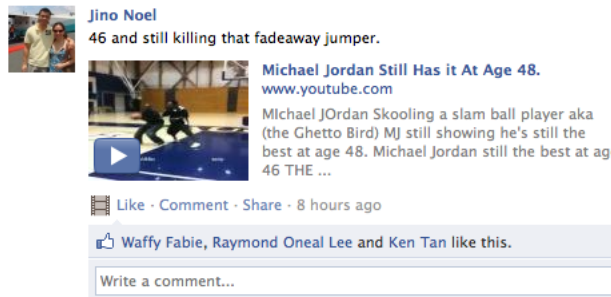 Jino Noel
46 and still killing that fadeaway jumper.
Michael Jordan Still Has it At Age 48.
www.youtube.com
MIchael JOrdan Skooling a slam ball player aka
(the Ghetto Bird) MJ still showing he's still the
best at age 48. Michael Jordan still the best at ag
46 THE ...
Like · Comment · Share · 8 hours ago
Waffy Fabie, Raymond Oneal Lee and Ken Tan like this.
Write a comment...